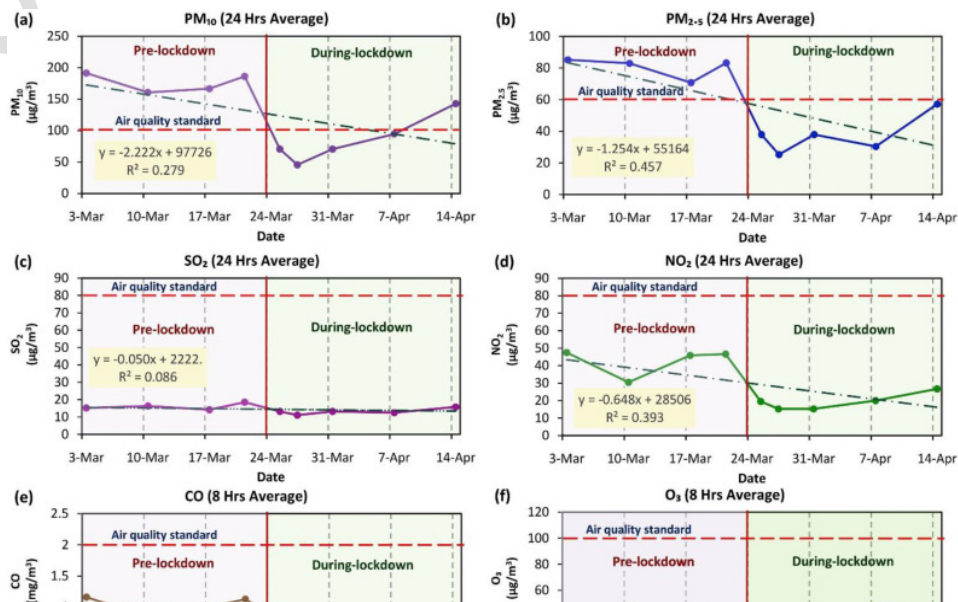 (a) PM₁₀ (24 Hrs Average)
250
200
150
100
50
0
PM₁₀
(µg/m³)
Pre-lockdown
During-lockdown
Air quality standard
y = -2.222x + 97726
R² = 0.279
3-Mar 10-Mar 17-Mar 24-Mar 31-Mar 7-Apr 14-Apr
Date
(b) PM₂.₅ (24 Hrs Average)
100
80
60
40
20
0
PM₂.₅
(µg/m³)
Pre-lockdown
During-lockdown
Air quality standard
y = -1.254x + 55164
R² = 0.457
3-Mar 10-Mar 17-Mar 24-Mar 31-Mar 7-Apr 14-Apr
Date
(c) SO₂ (24 Hrs Average)
90
80
70
60
50
40
30
20
10
0
SO₂
(µg/m³)
Air quality standard
Pre-lockdown
During-lockdown
y = -0.050x + 2222.
R² = 0.086
3-Mar 10-Mar 17-Mar 24-Mar 31-Mar 7-Apr 14-Apr
Date
(d) NO₂ (24 Hrs Average)
90
80
70
60
50
40
30
20
10
0
NO₂
(µg/m³)
Air quality standard
Pre-lockdown
During-lockdown
y = -0.648x + 28506
R² = 0.393
3-Mar 10-Mar 17-Mar 24-Mar 31-Mar 7-Apr 14-Apr
Date
(e) CO (8 Hrs Average)
2.5
2
1.5
CO
(mg/m³)
Air quality standard
Pre-lockdown
During-lockdown
(f) O₃ (8 Hrs Average)
120
100
80
60
O₃
(µg/m³)
Air quality standard
Pre-lockdown
During-lockdown